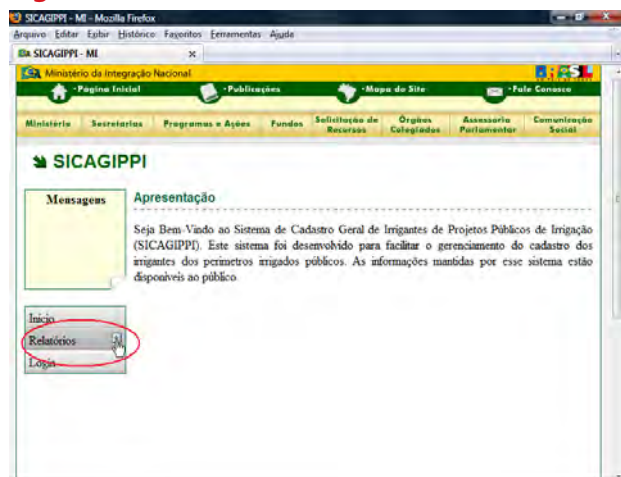 SICAGIPPI - MI - Mozilla Firefox
Arquivo Editar Exibir Histórico Favoritos Ferramentas Ajuda
SICAGIPPI - MI
Ministério da Integração Nacional
Página Inicial · Publicações · Mapa do Site · Fale Conosco
Ministério Secretarias Programas e Ações Fundos Solicitação de Recursos Órgãos Colegiados Assessoria Parlamentar Comunicação Social
SICAGIPPI
Mensagens
Apresentação
Seja Bem-Vindo ao Sistema de Cadastro Geral de Irrigantes de Projetos Públicos de Irrigação
(SICAGIPPI). Este sistema foi desenvolvido para facilitar o gerenciamento do cadastro dos
irrigantes dos perímetros irrigados públicos. As informações mantidas por esse sistema estão
disponíveis ao público.
Início
Relatórios
Login